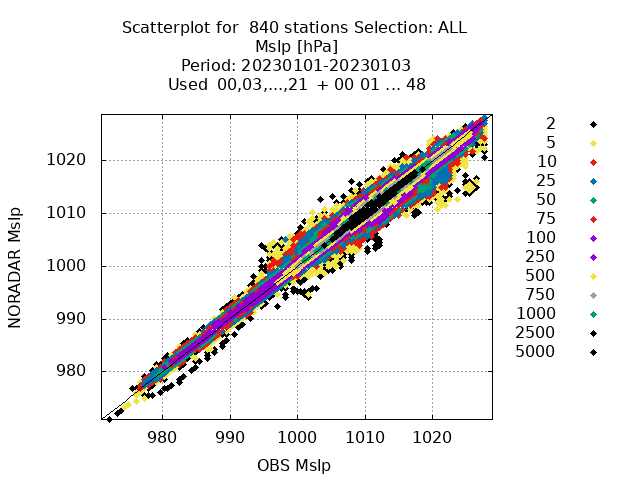 Scatterplot for 840 stations Selection: ALL
Mslp [hPa]
Period: 20230101-20230103
Used 00,03,...,21 + 00 01 ... 48
NORADAR Mslp
1020
1010
1000
990
980
980 990 1000 1010 1020
OBS Mslp
2
5
10
25
50
75
100
250
500
750
1000
2500
5000